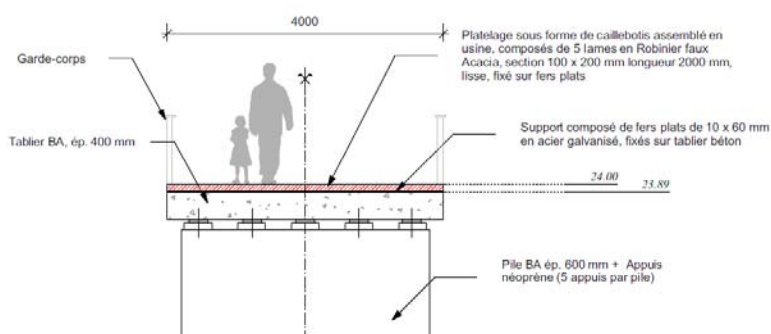 4000
Platelage sous forme de caillebotis assemblé en
usine, composés de 5 lames en Robinier faux
Acacia, section 100 x 200 mm longueur 2000 mm,
lisse, fixé sur fers plats
Garde-corps
Tablier BA, ép. 400 mm
Support composé de fers plats de 10 x 60 mm
en acier galvanisé, fixés sur tablier béton
24.00
23.89
Pile BA ép. 600 mm + Appuis
néoprène (5 appuis par pile)